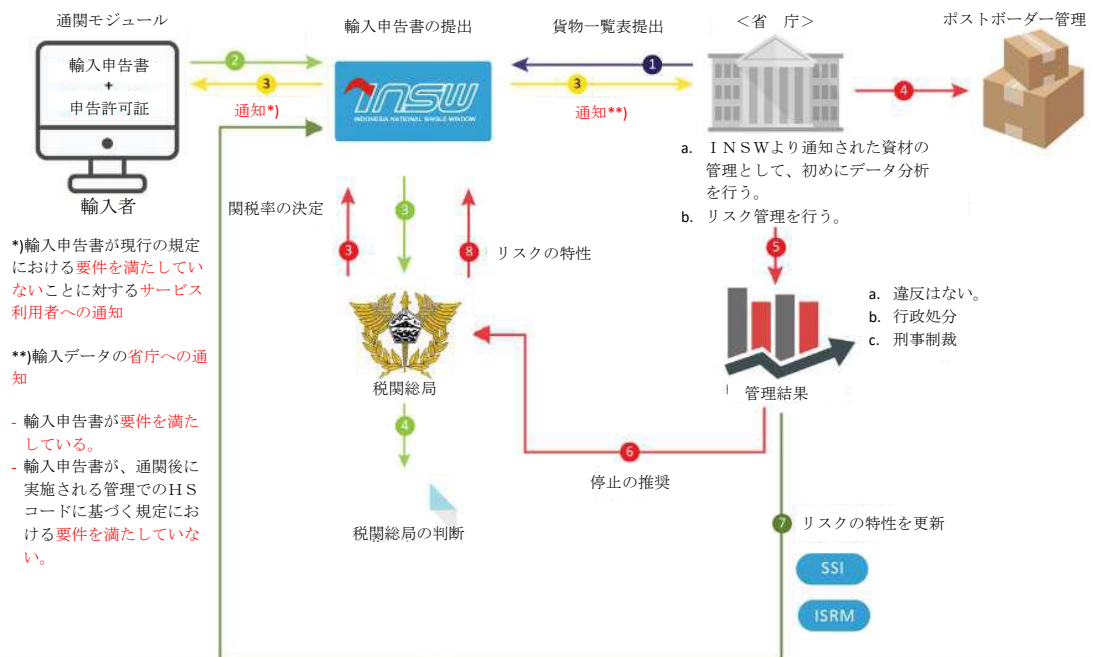 通関モジュール
輸入申告書の提出
貨物一覧表提出
＜省　庁＞
ポストボーダー管理
輸入申告書
+
申告許可証
2
3
通知*)
INSW
INDONESIA NATIONAL SINGLE WINDOW
1
3
通知**)
4
輸入者
a. ＩＮＳＷより通知された資材の
管理として、初めにデータ分析
を行う。
b. リスク管理を行う。
関税率の決定
3
3
8
リスクの特性
5
*)輸入申告書が現行の規定
における要件を満たしてい
ないことに対するサービス
利用者への通知
**)輸入データの省庁への通
知
- 輸入申告書が要件を満た
している。
- 輸入申告書が、通関後に
実施される管理でのＨＳ
コードに基づく規定にお
ける要件を満たしていな
い。
a. 違反はない。
b. 行政処分
c. 刑事制裁
税関総局
管理結果
4
6
停止の推奨
税関総局の判断
7
リスクの特性を更新
SSI
ISRM